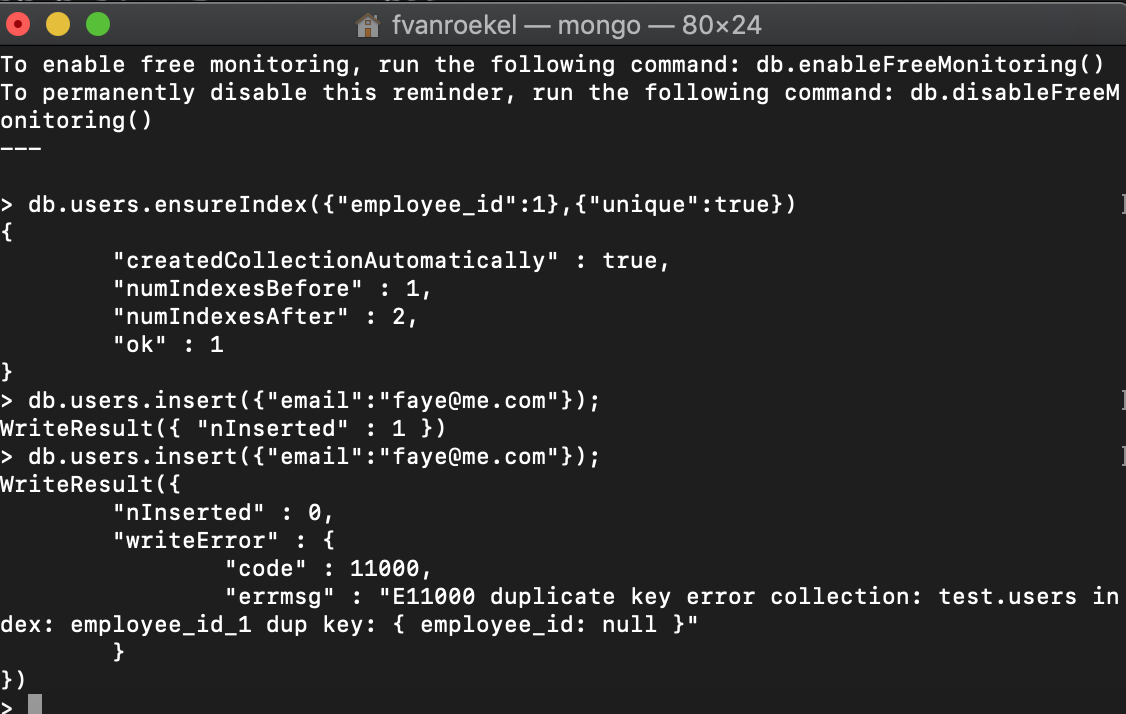 fvanroekel — mongo — 80×24
To enable free monitoring, run the following command: db.enableFreeMonitoring()
To permanently disable this reminder, run the following command: db.disableFreeM
onitoring()
---
> db.users.ensureIndex({"employee_id":1},{"unique":true})
{
        "createdCollectionAutomatically" : true,
        "numIndexesBefore" : 1,
        "numIndexesAfter" : 2,
        "ok" : 1
}
> db.users.insert({"email":"faye@me.com"});
WriteResult({ "nInserted" : 1 })
> db.users.insert({"email":"faye@me.com"});
WriteResult({
        "nInserted" : 0,
        "writeError" : {
                "code" : 11000,
                "errmsg" : "E11000 duplicate key error collection: test.users in
dex: employee_id_1 dup key: { employee_id: null }"
        }
})
>